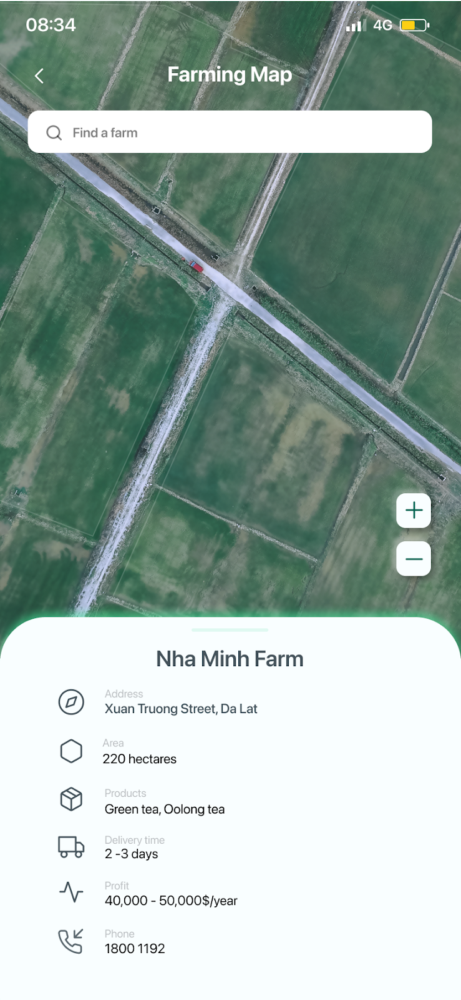 08:34
4G
Farming Map
Find a farm
Nha Minh Farm
Address
Xuan Truong Street, Da Lat
Area
220 hectares
Products
Green tea, Oolong tea
Delivery time
2 -3 days
Profit
40,000 - 50,000$/year
Phone
1800 1192